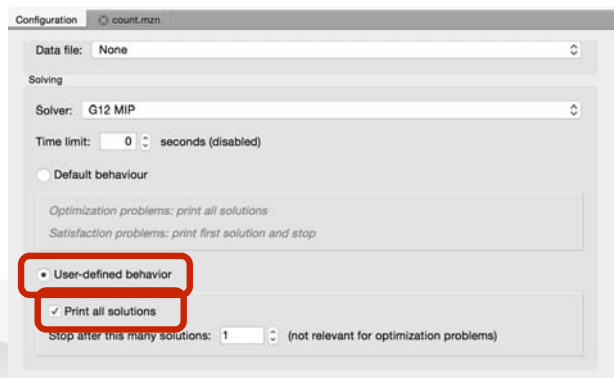 Configuration count.mzn
Data file: None
Solving
Solver: G12 MIP
Time limit: 0 seconds (disabled)
Default behaviour
Optimization problems: print all solutions
Satisfaction problems: print first solution and stop
User-defined behavior
Print all solutions
Stop after this many solutions: 1 (not relevant for optimization problems)